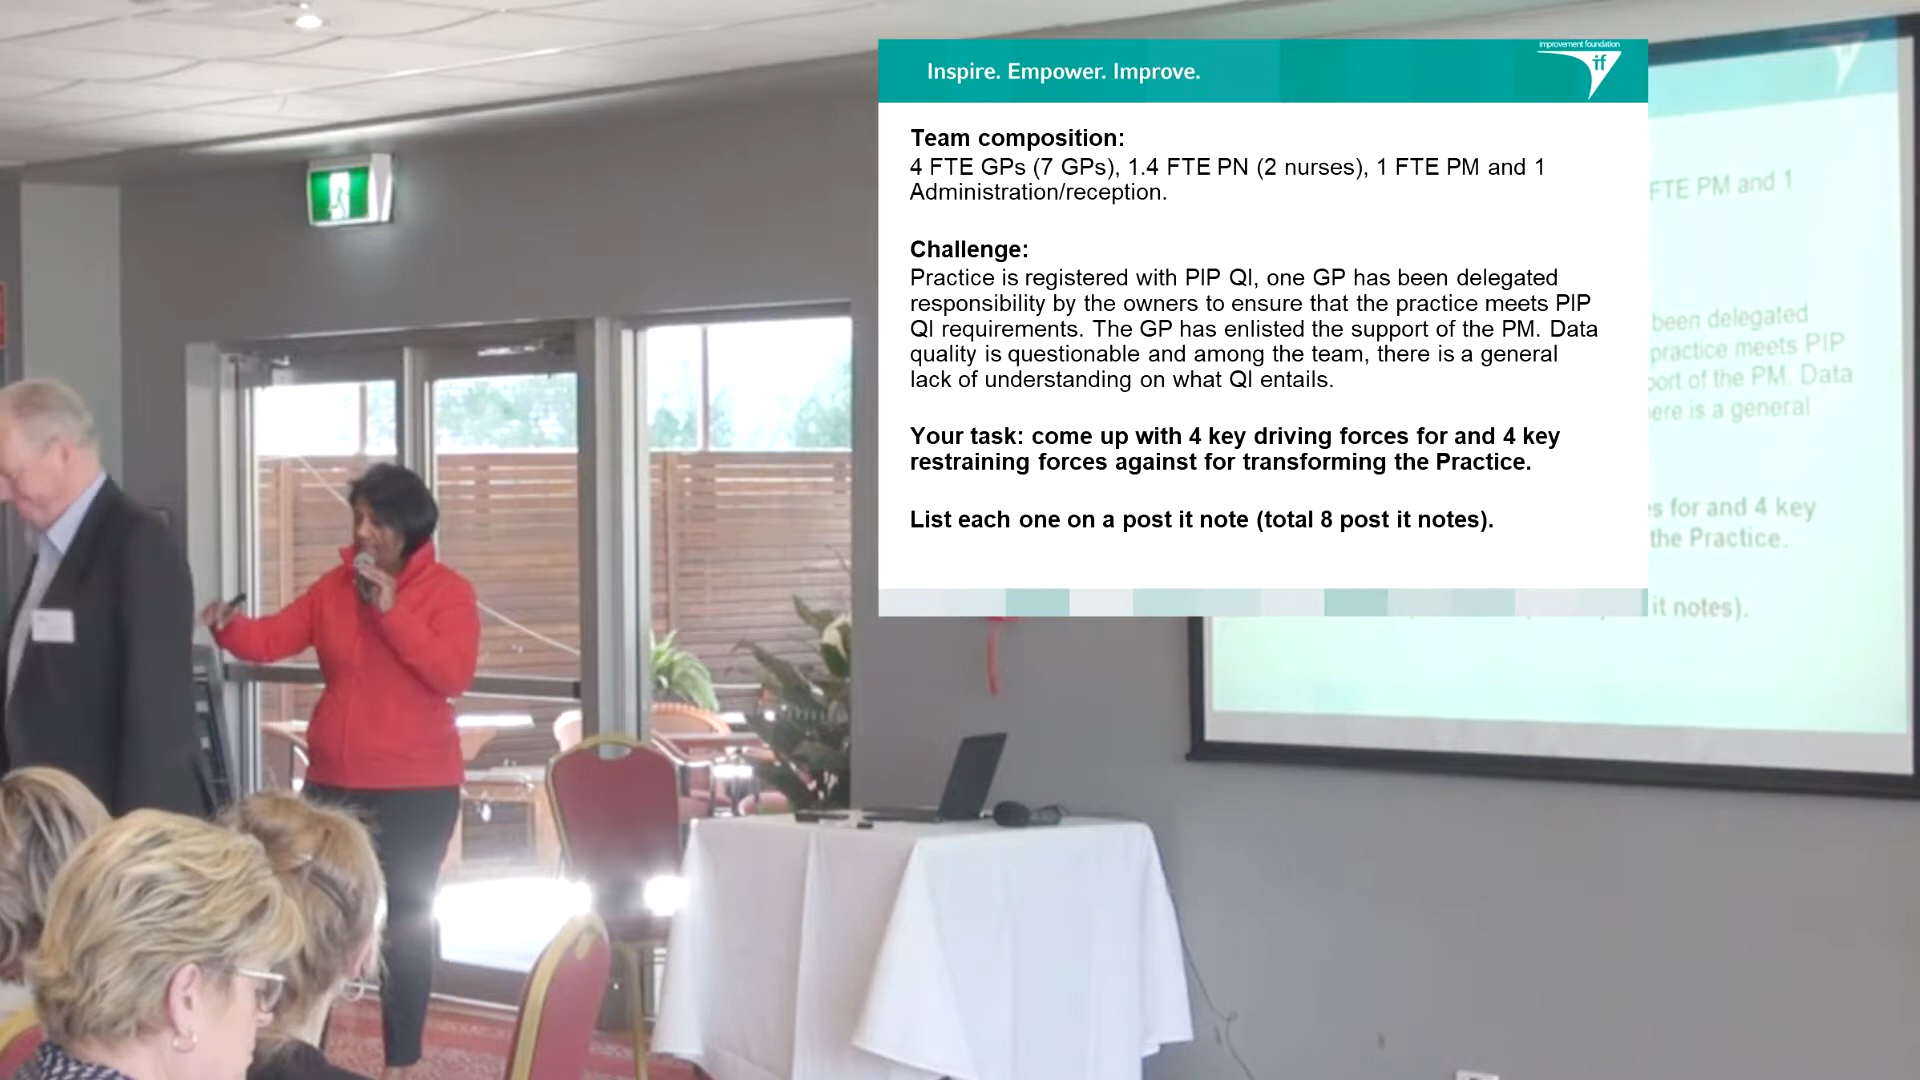 improvement foundation
if
Inspire. Empower. Improve.
Team composition:
4 FTE GPs (7 GPs), 1.4 FTE PN (2 nurses), 1 FTE PM and 1
Administration/reception.
Challenge:
Practice is registered with PIP QI, one GP has been delegated
responsibility by the owners to ensure that the practice meets PIP
QI requirements. The GP has enlisted the support of the PM. Data
quality is questionable and among the team, there is a general
lack of understanding on what QI entails.
Your task: come up with 4 key driving forces for and 4 key
restraining forces against for transforming the Practice.
List each one on a post it note (total 8 post it notes).
FTE PM and 1
been delegated
practice meets PIP
port of the PM. Data
ere is a general
s for and 4 key
the Practice.
it notes).